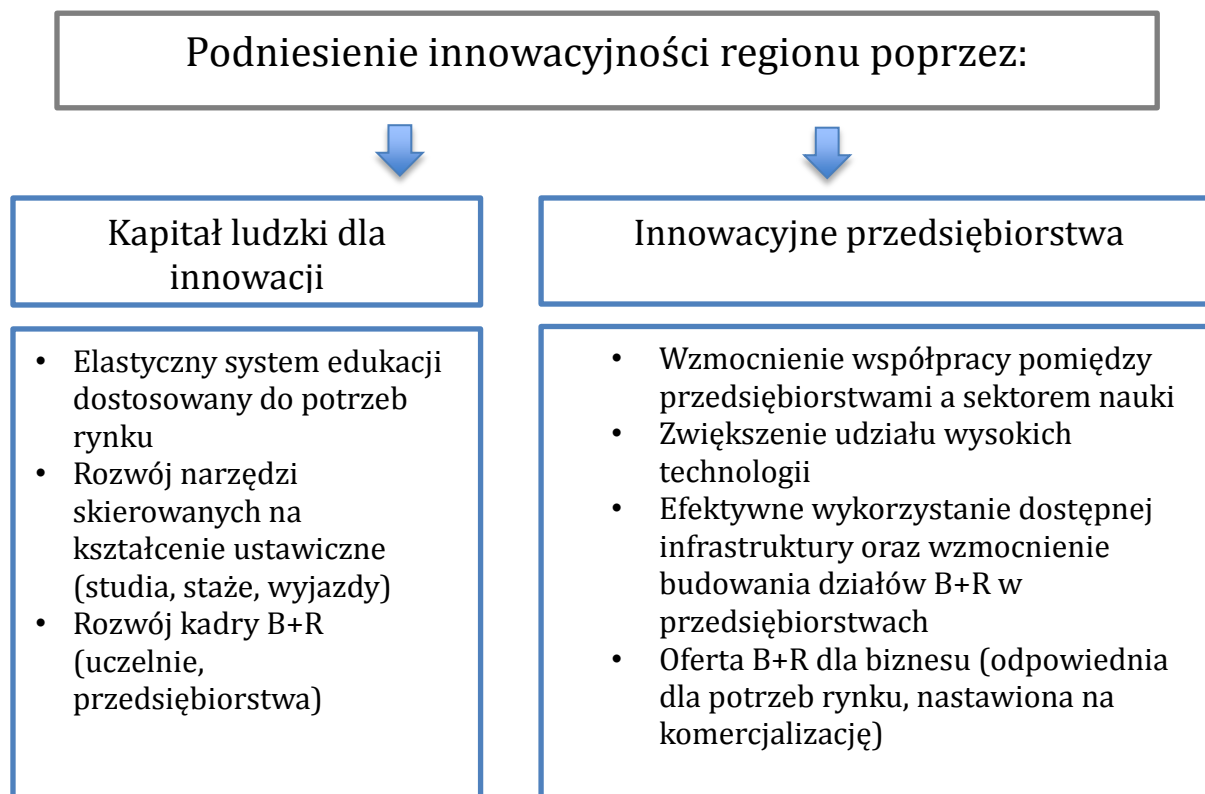 Podniesienie innowacyjności regionu poprzez:
Kapitał ludzki dla
innowacji
• Elastyczny system edukacji
dostosowany do potrzeb
rynku
• Rozwój narzędzi
skierowanych na
kształcenie ustawiczne
(studia, staże, wyjazdy)
• Rozwój kadry B+R
(uczelnie,
przedsiębiorstwa)
Innowacyjne przedsiębiorstwa
• Wzmocnienie współpracy pomiędzy
przedsiębiorstwami a sektorem nauki
• Zwiększenie udziału wysokich
technologii
• Efektywne wykorzystanie dostępnej
infrastruktury oraz wzmocnienie
budowania działów B+R w
przedsiębiorstwach
• Oferta B+R dla biznesu (odpowiednia
dla potrzeb rynku, nastawiona na
komercjalizację)